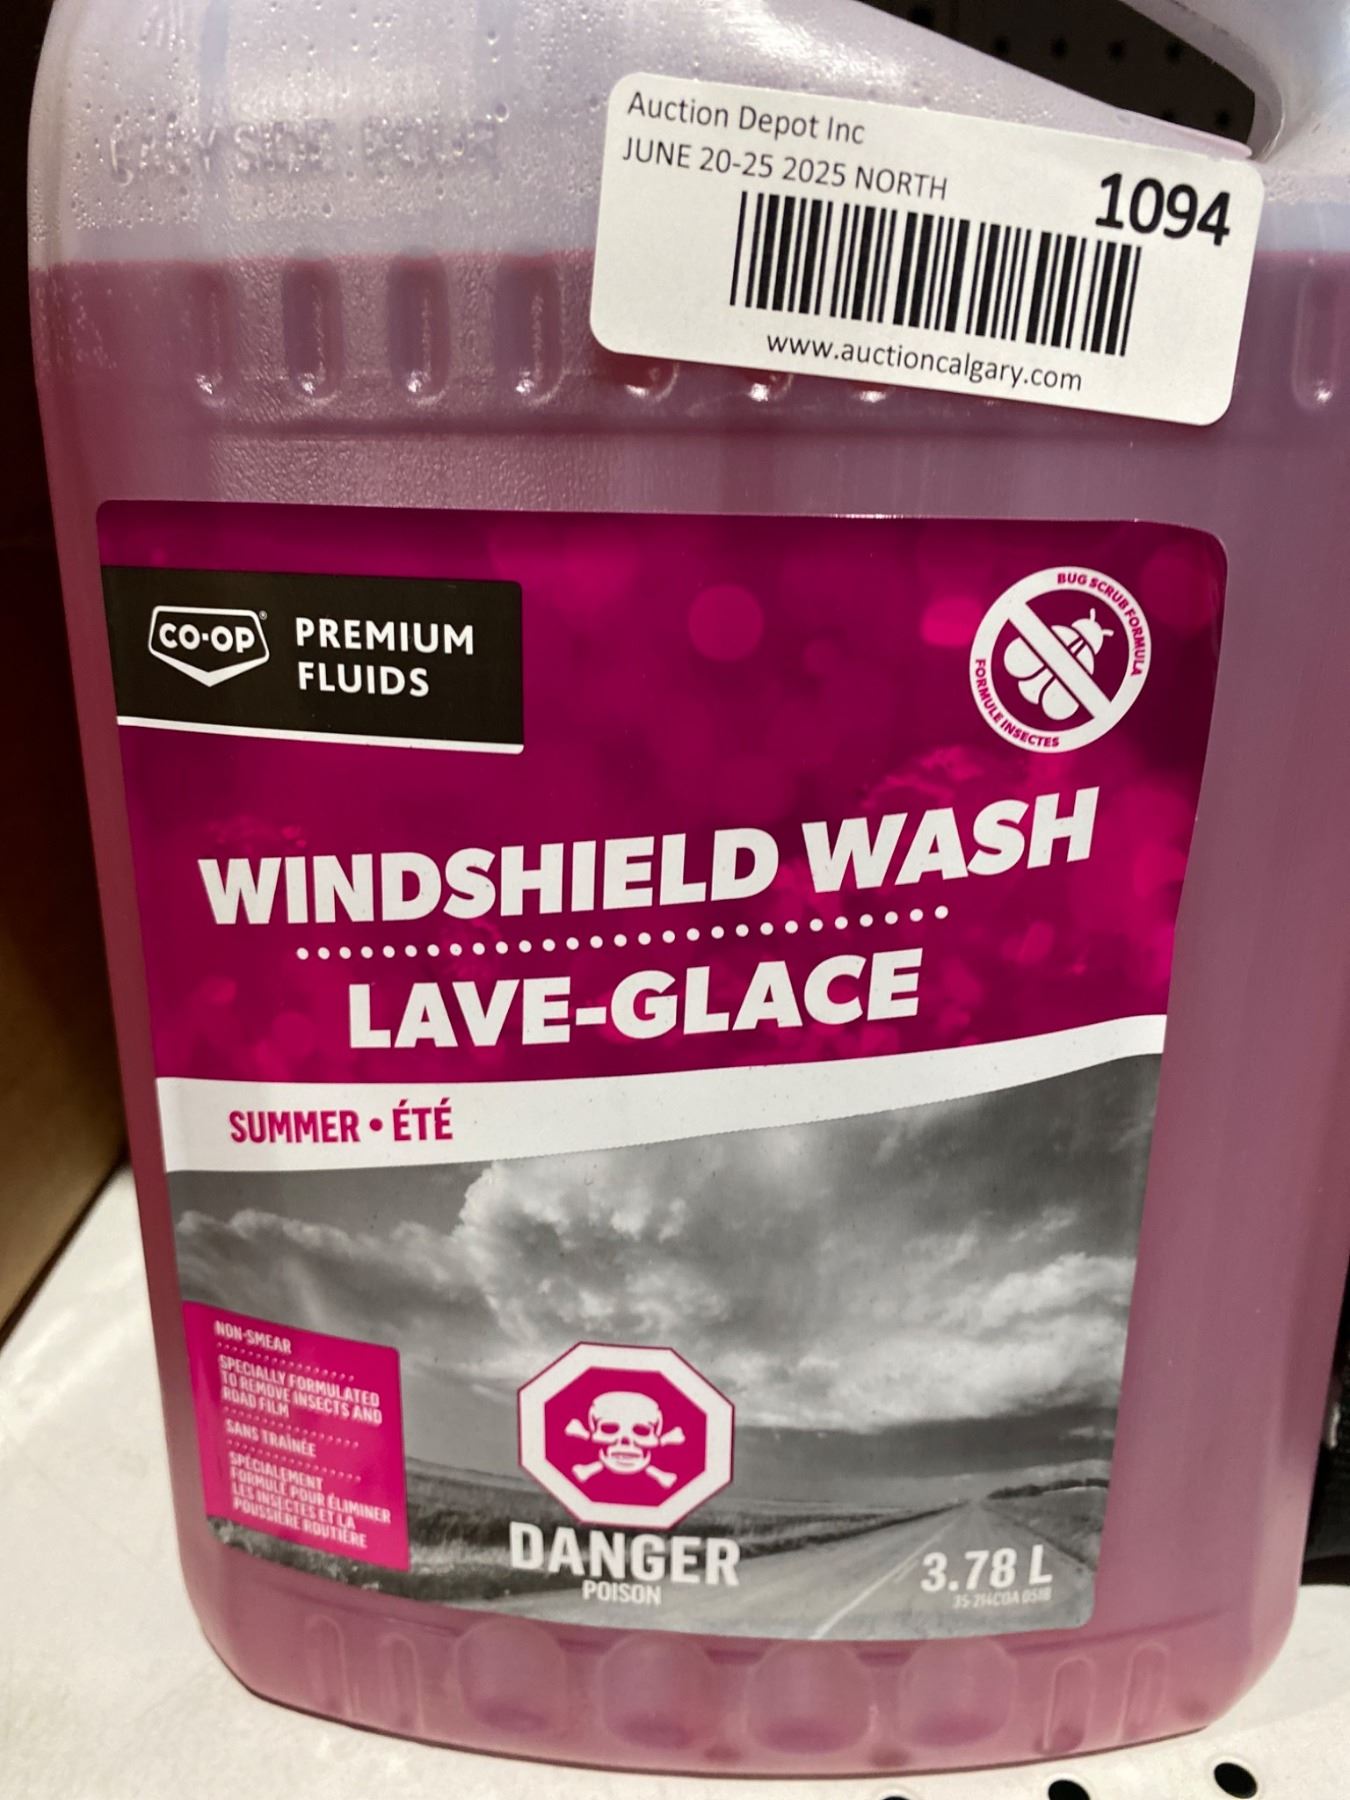 EASY SIDE POUR
Auction Depot Inc
JUNE 20-25 2025 NORTH
1094
www.auctioncalgary.com
CO-OP®
PREMIUM
FLUIDS
BUG SCRUB FORMULA
FORMULE INSECTES
WINDSHIELD WASH
LAVE-GLACE
SUMMER • ÉTÉ
NON-SMEAR
SPECIALLY FORMULATED
TO REMOVE INSECTS AND
ROAD FILM
SANS TRAÎNÉE
SPÉCIALEMENT
FORMULÉ POUR ÉLIMINER
LES INSECTES ET LA
POUSSIÈRE ROUTIÈRE
DANGER
POISON
3.78 L